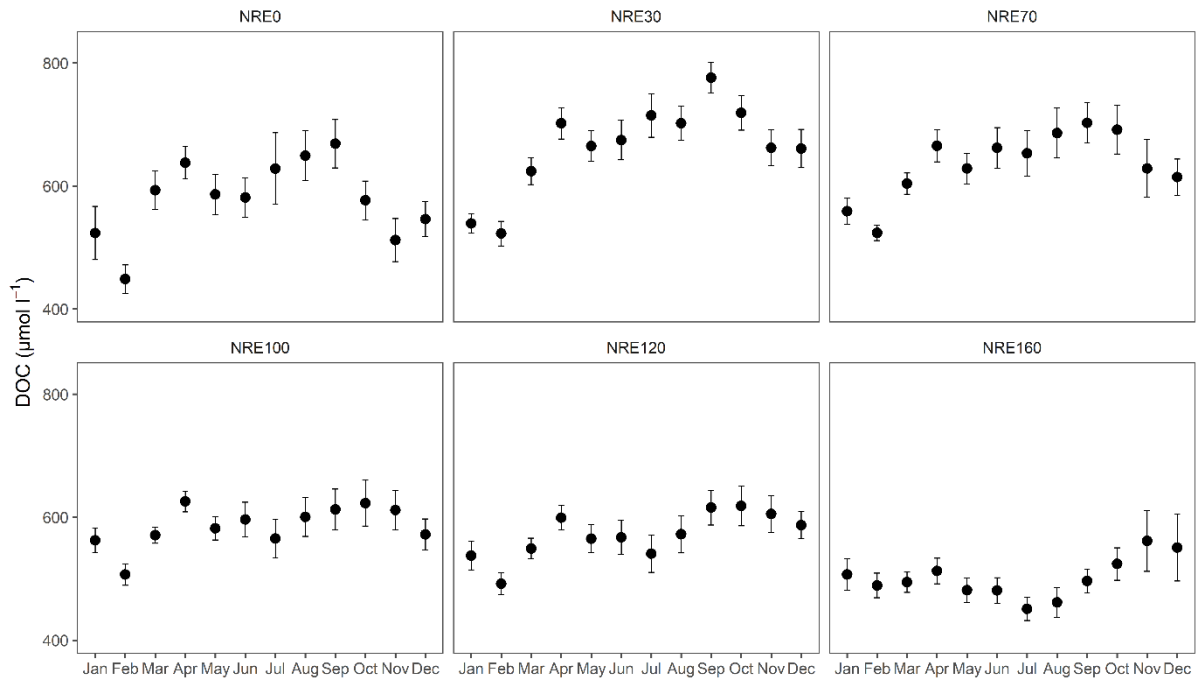 NRE0 NRE30 NRE70
800
600
400
NRE100 NRE120 NRE160
DOC (µmol l⁻¹)
800
600
400
Jan Feb Mar Apr May Jun Jul Aug Sep Oct Nov Dec Jan Feb Mar Apr May Jun Jul Aug Sep Oct Nov Dec Jan Feb Mar Apr May Jun Jul Aug Sep Oct Nov Dec